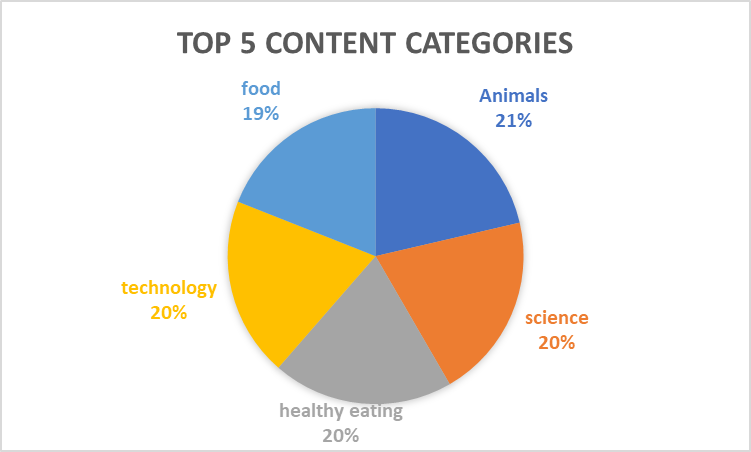 TOP 5 CONTENT CATEGORIES
food
19%
Animals
21%
technology
20%
science
20%
healthy eating
20%